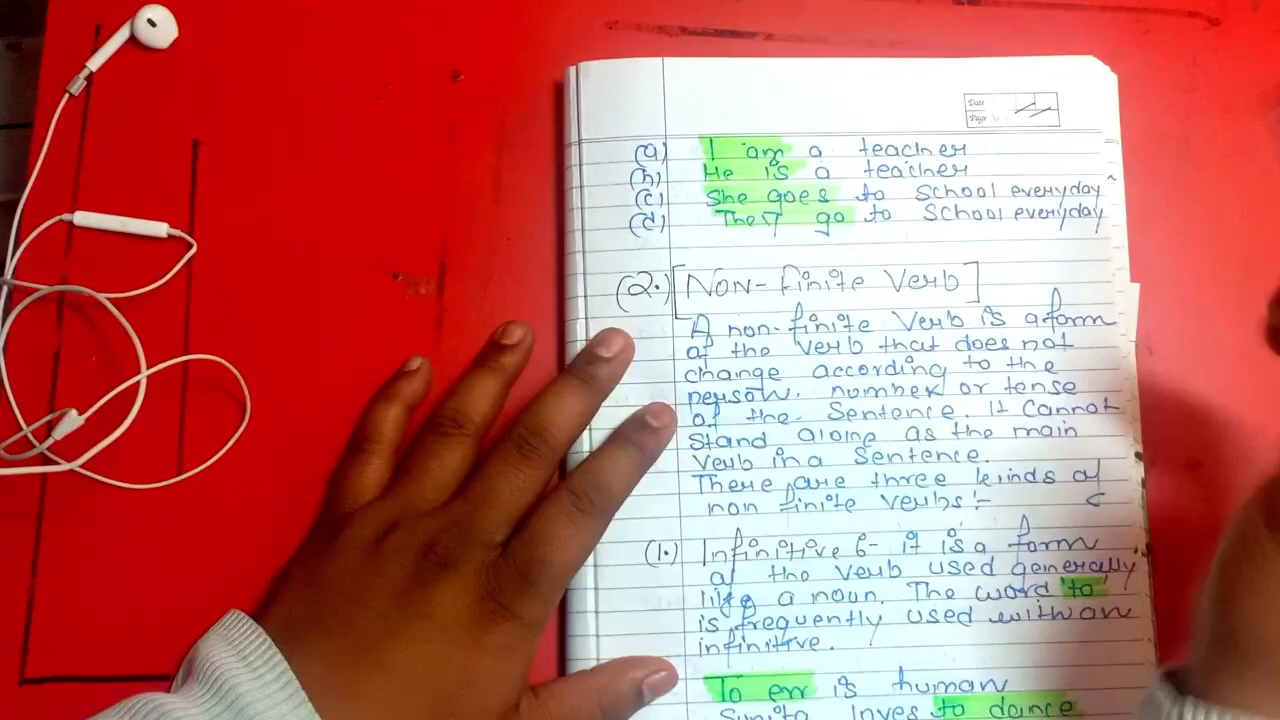 Date
Page
(a) I am a teacher
(b) He is a teacher
(c) She goes to School everyday
(d) They go to School everyday
(2.) [Non-finite Verb]
A non-finite Verb is a form
of the verb that does not
change according to the
person, number or tense
of the Sentence. It Cannot
Stand alone as the main
Verb in a Sentence.
There are three kinds of
non finite verbs:-
(1.) Infinitive :- it is a form
of the verb used generally
like a noun. The word 'to'
is frequently used with an
infinitive.
To err is human
Sunita loves to dance